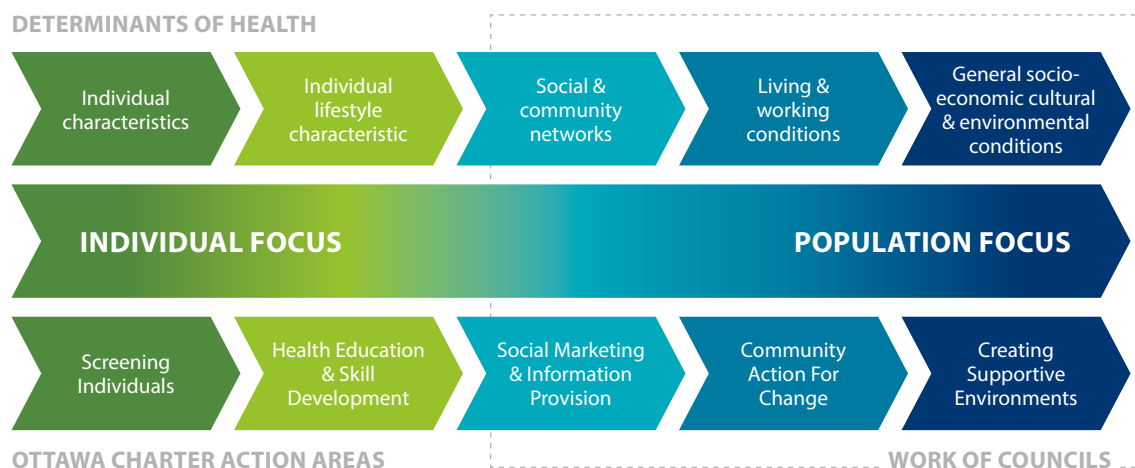 DETERMINANTS OF HEALTH
Individual
characteristics
Individual
lifestyle
characteristic
Social &
community
networks
Living &
working
conditions
General socio-
economic cultural
& environmental
conditions
INDIVIDUAL FOCUS
POPULATION FOCUS
Screening
Individuals
Health Education
& Skill
Development
Social Marketing
& Information
Provision
Community
Action For
Change
Creating
Supportive
Environments
OTTAWA CHARTER ACTION AREAS
WORK OF COUNCILS